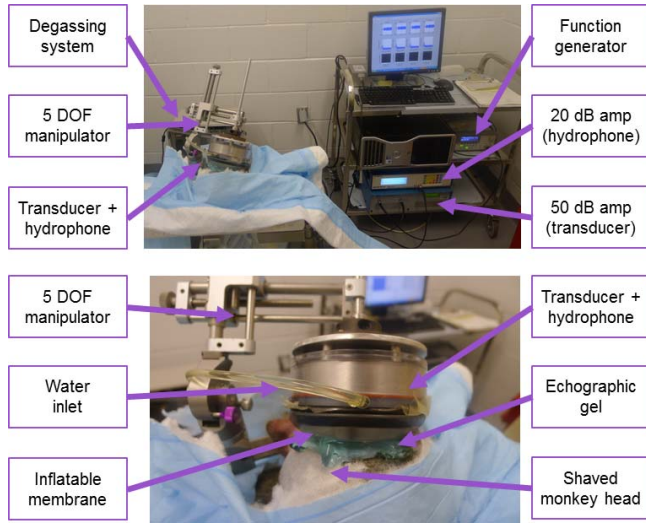 Degassing
system
5 DOF
manipulator
Transducer +
hydrophone
Function
generator
20 dB amp
(hydrophone)
50 dB amp
(transducer)
5 DOF
manipulator
Water
inlet
Inflatable
membrane
Transducer +
hydrophone
Echographic
gel
Shaved
monkey head